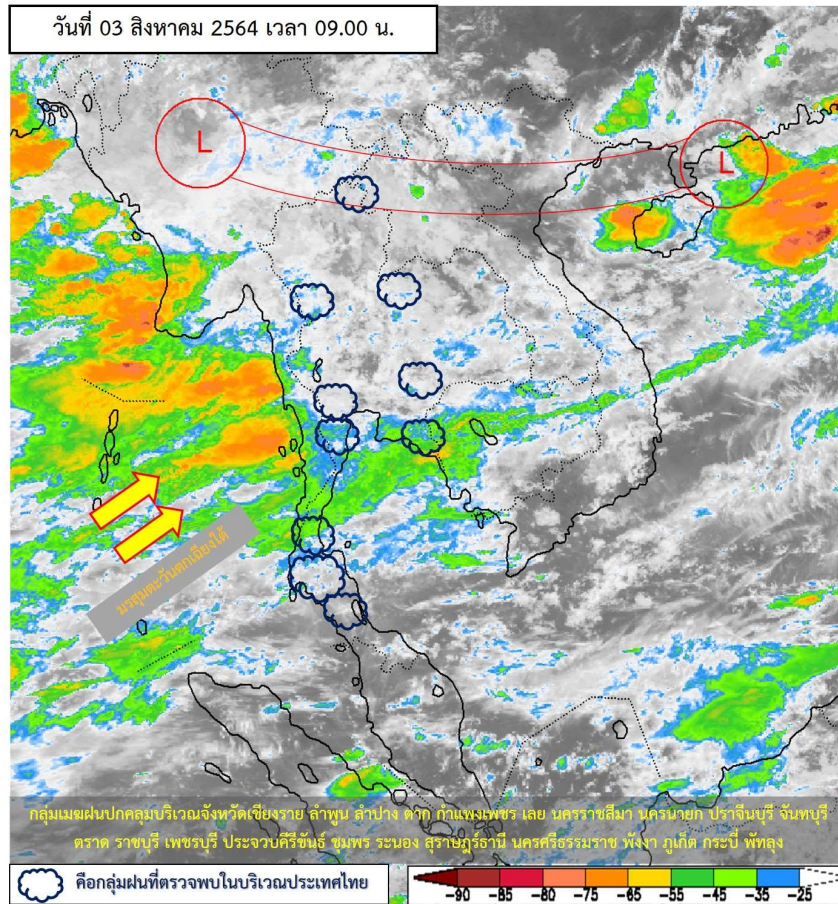 วันที่ 03 สิงหาคม 2564 เวลา 09.00 น.
L
L
มรสุมตะวันตกเฉียงใต้
กลุ่มเมฆฝนปกคลุมบริเวณจังหวัดเชียงราย ลำพูน ลำปาง ตาก กำแพงเพชร เลย นครราชสีมา นครนายก ปราจีนบุรี จันทบุรี
ตราด ราชบุรี เพชรบุรี ประจวบคีรีขันธ์ ชุมพร ระนอง สุราษฎร์ธานี นครศรีธรรมราช พังงา ภูเก็ต กระบี่ พัทลุง
คือกลุ่มฝนที่ตรวจพบในบริเวณประเทศไทย
-90 -85 -80 -75 -65 -55 -45 -35 -25